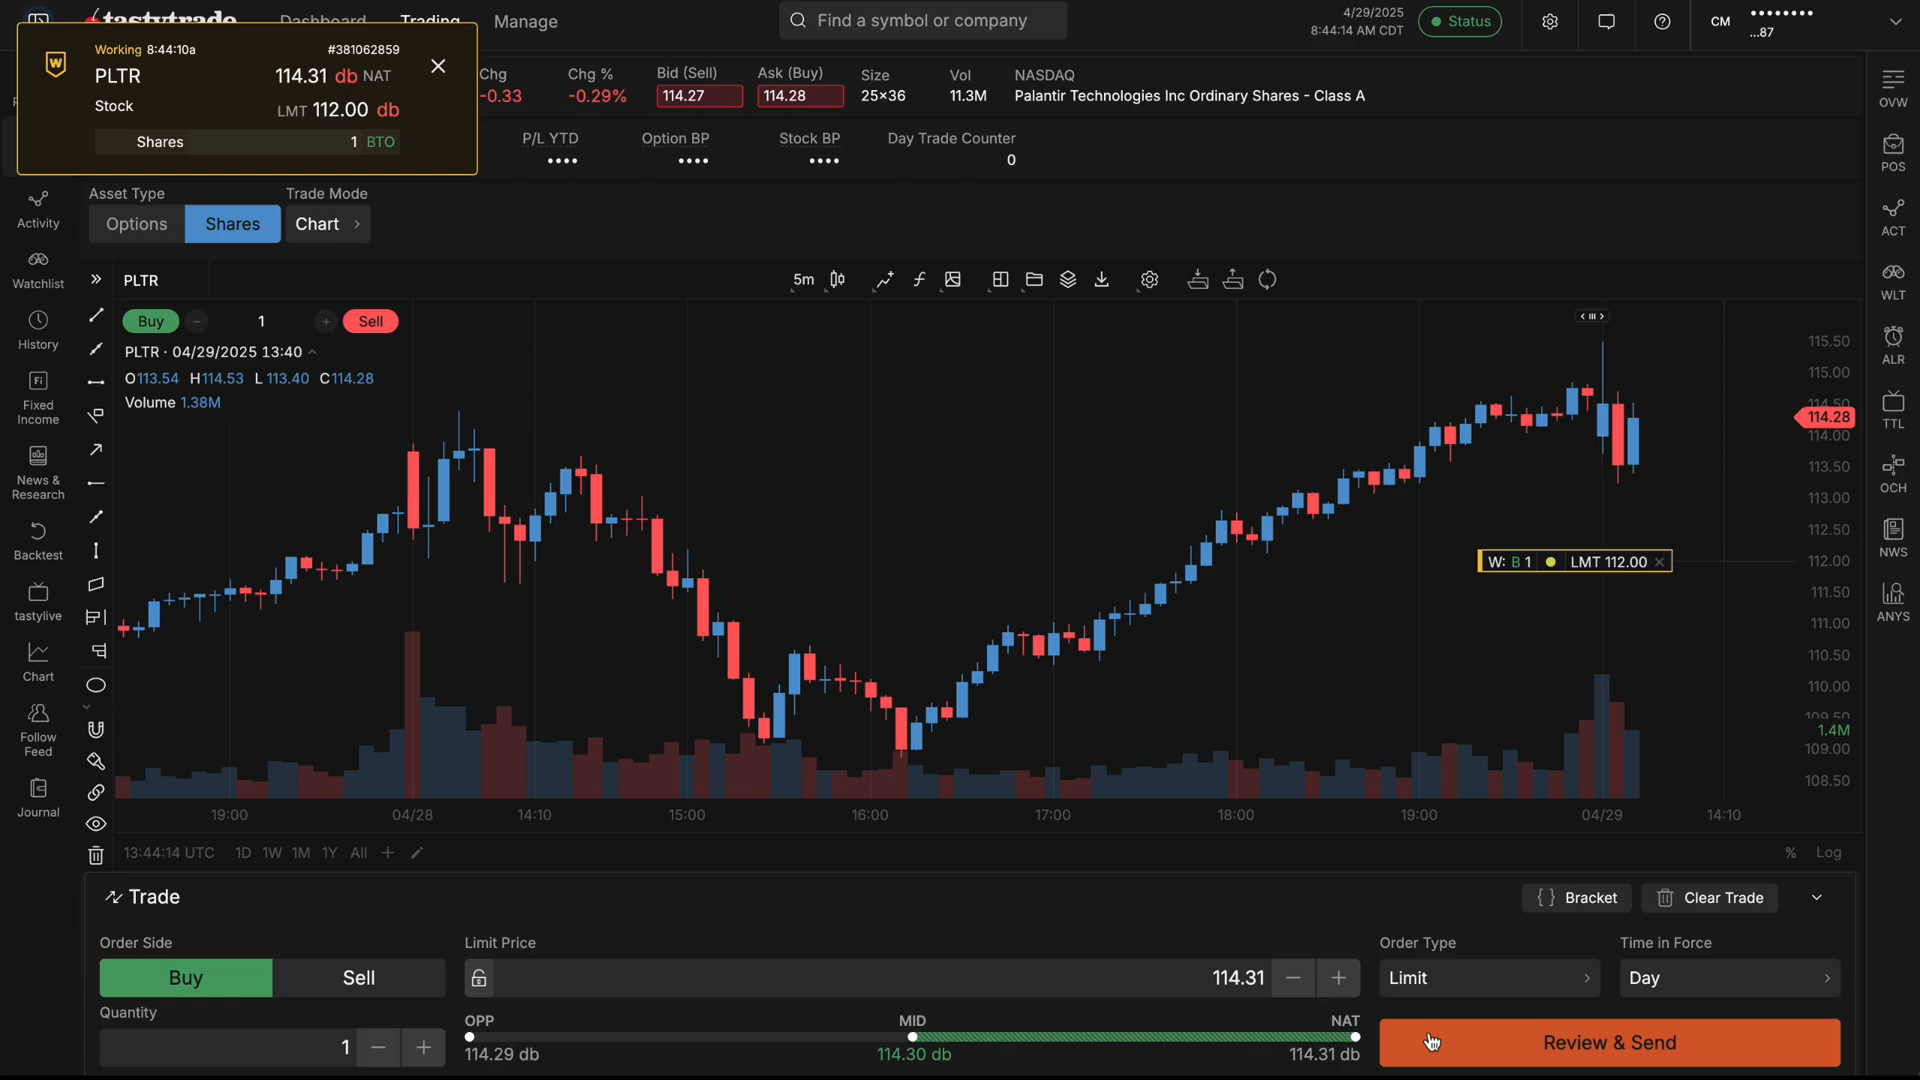 tastytrade
Dashboard
Trading
Manage
Find a symbol or company
4/29/2025
8:44:14 AM CDT
Status
CM
•••••••••
...87
W
Working 8:44:10a
#381062859
PLTR
114.31 db NAT
Stock
LMT 112.00 db
Shares
1 BTO
Chg
-0.33
Chg %
-0.29%
Bid (Sell)
114.27
Ask (Buy)
114.28
Size
25×36
Vol
11.3M
NASDAQ
Palantir Technologies Inc Ordinary Shares - Class A
P/L YTD
••••
Option BP
••••
Stock BP
••••
Day Trade Counter
0
Asset Type
Trade Mode
Options
Shares
Chart
Activity
Watchlist
History
Fi
Fixed
Income
News &
Research
Backtest
tastylive
Chart
Follow
Feed
Journal
OVW
POS
ACT
WLT
ALR
TTL
OCH
NWS
ANYS
PLTR
5m
Buy
1
Sell
PLTR · 04/29/2025 13:40
O113.54 H114.53 L 113.40 C114.28
Volume 1.38M
W: B 1 LMT 112.00
115.50
115.00
114.50
114.28
114.00
113.50
113.00
112.50
112.00
111.50
111.00
110.50
110.00
109.50
1.4M
109.00
108.50
19:00
04/28
14:10
15:00
16:00
17:00
18:00
19:00
04/29
14:10
13:44:14 UTC
1D 1W 1M 1Y All
% Log
Trade
{ } Bracket
Clear Trade
Order Side
Limit Price
Order Type
Time in Force
Buy
Sell
114.31
Limit
Day
Quantity
1
OPP
MID
NAT
114.29 db
114.30 db
114.31 db
Review & Send